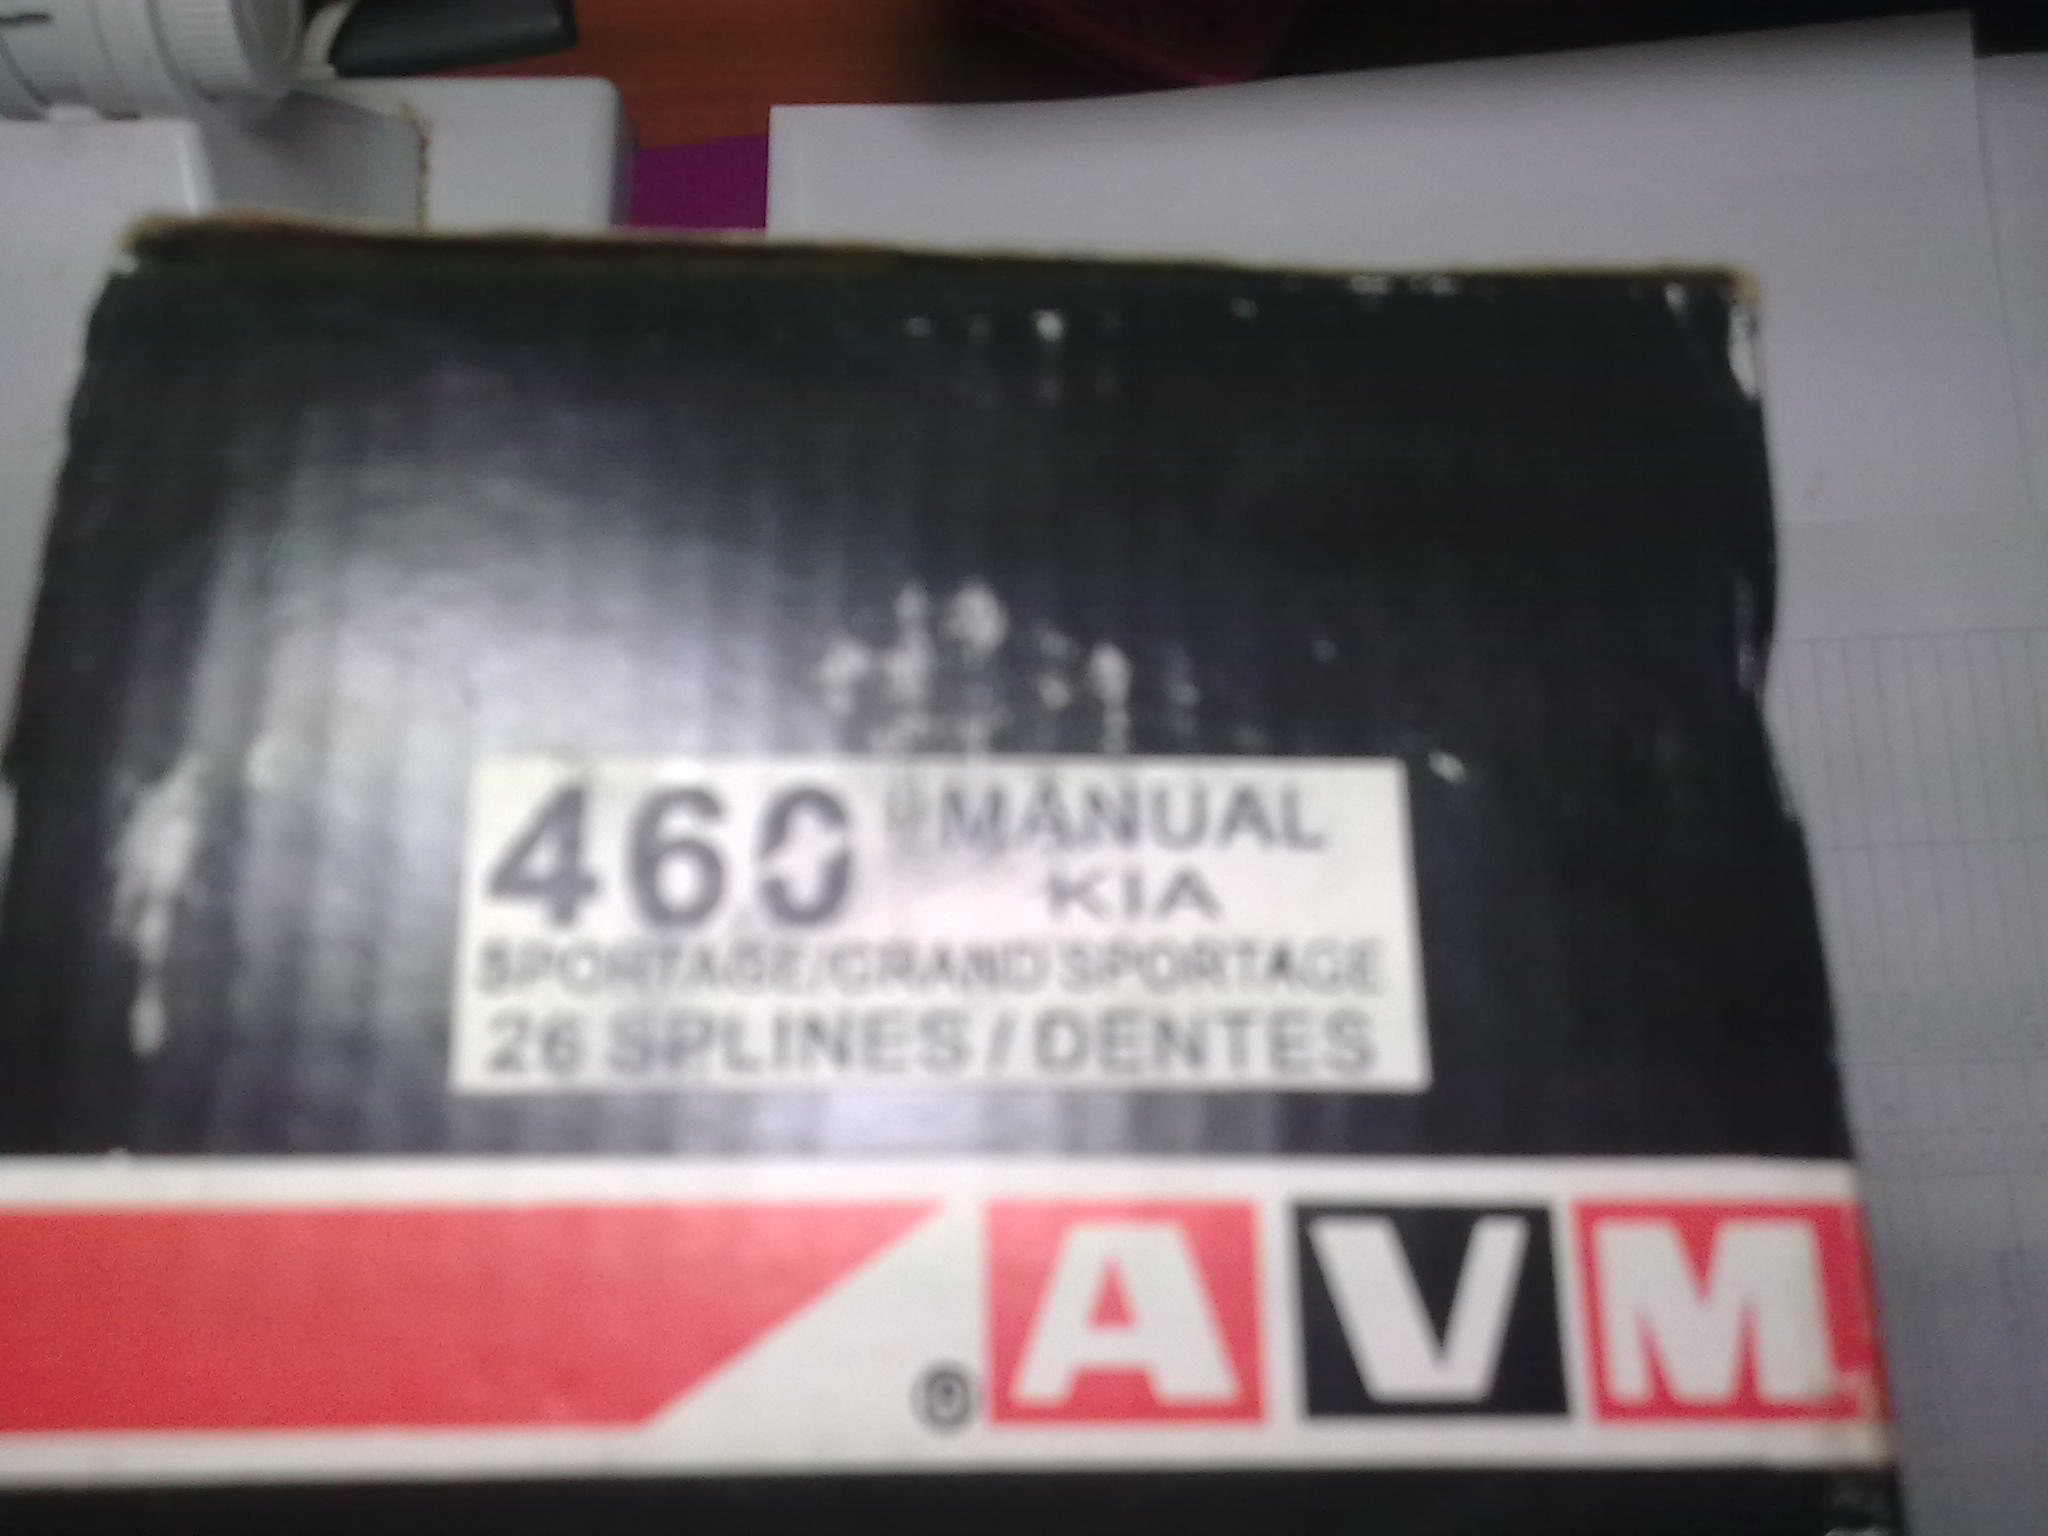 460 MANUAL
KIA
SPORTAGE/GRAND SPORTAGE
26 SPLINES / DENTES
® AVM